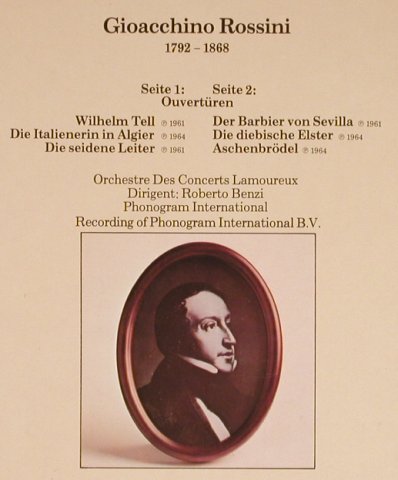 Gioacchino Rossini
1792 – 1868
Seite 1: Seite 2:
Ouvertüren
Wilhelm Tell ℗ 1961 Der Barbier von Sevilla ℗ 1961
Die Italienerin in Algier ℗ 1964 Die diebische Elster ℗ 1964
Die seidene Leiter ℗ 1961 Aschenbrödel ℗ 1964
Orchestre Des Concerts Lamoureux
Dirigent: Roberto Benzi
Phonogram International
Recording of Phonogram International B.V.